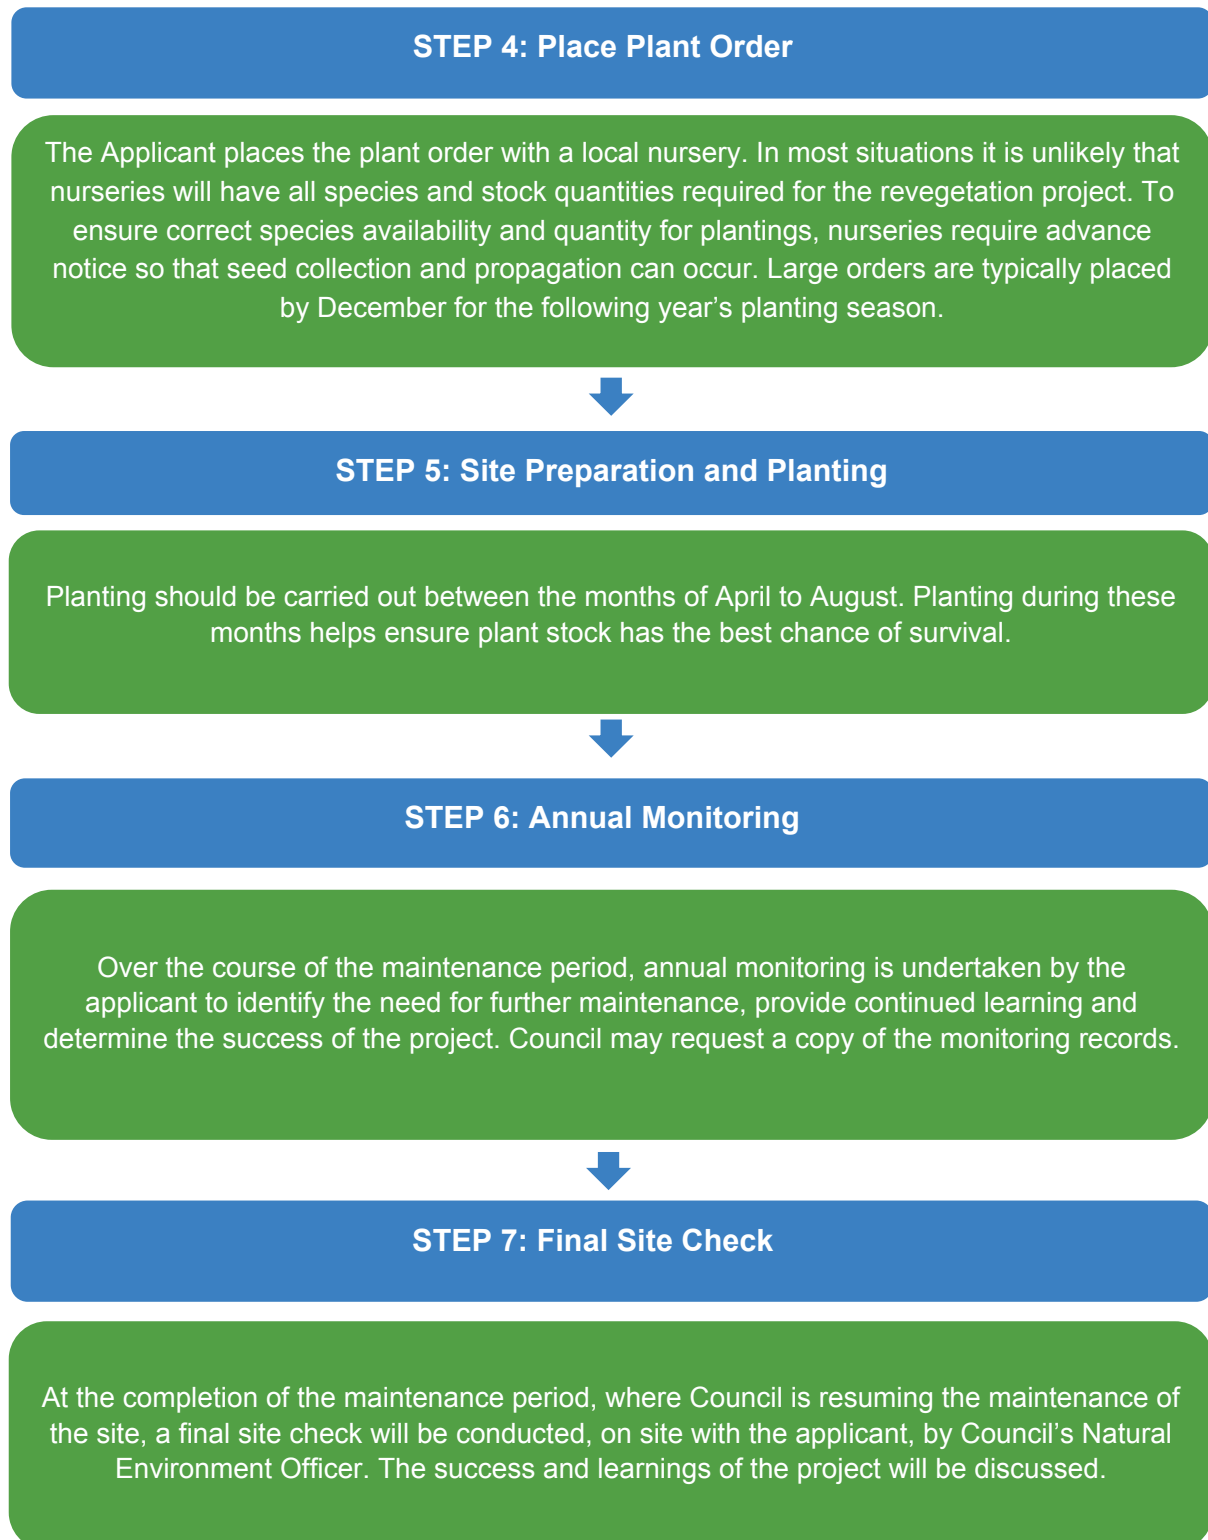 STEP 4: Place Plant Order
The Applicant places the plant order with a local nursery. In most situations it is unlikely that
nurseries will have all species and stock quantities required for the revegetation project. To
ensure correct species availability and quantity for plantings, nurseries require advance
notice so that seed collection and propagation can occur. Large orders are typically placed
by December for the following year’s planting season.
STEP 5: Site Preparation and Planting
Planting should be carried out between the months of April to August. Planting during these
months helps ensure plant stock has the best chance of survival.
STEP 6: Annual Monitoring
Over the course of the maintenance period, annual monitoring is undertaken by the
applicant to identify the need for further maintenance, provide continued learning and
determine the success of the project. Council may request a copy of the monitoring records.
STEP 7: Final Site Check
At the completion of the maintenance period, where Council is resuming the maintenance of
the site, a final site check will be conducted, on site with the applicant, by Council’s Natural
Environment Officer. The success and learnings of the project will be discussed.